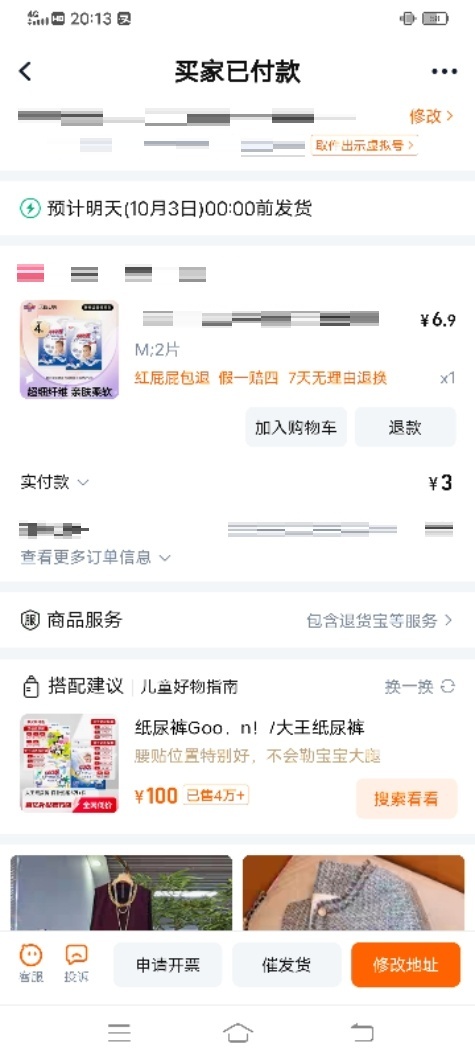 4G HD 20:13
买家已付款
修改
取件出示虚拟号
预计明天(10月3日)00:00前发货
¥6.9
M;2片
红屁屁包退 假一赔四 7天无理由退换 x1
超细纤维 亲肤柔软
加入购物车 退款
实付款 ¥3
查看更多订单信息
商品服务 包含退货宝等服务
搭配建议 儿童好物指南 换一换
纸尿裤Goo．n！/大王纸尿裤
腰贴位置特别好，不会勒宝宝大腿
¥100 已售4万+
搜索看看
客服 投诉 申请开票 催发货 修改地址